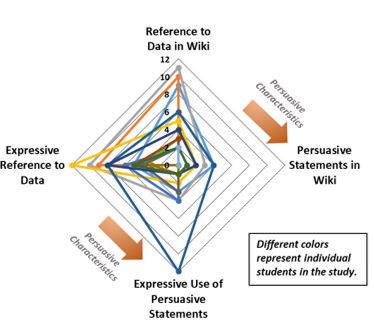 Reference to
Data in Wiki
12
10
8
6
4
2
0
Persuasive
Characteristics
Expressive
Reference to
Data
Persuasive
Statements in
Wiki
Persuasive
Characteristics
Different colors
represent individual
students in the study.
Expressive Use of
Persuasive
Statements